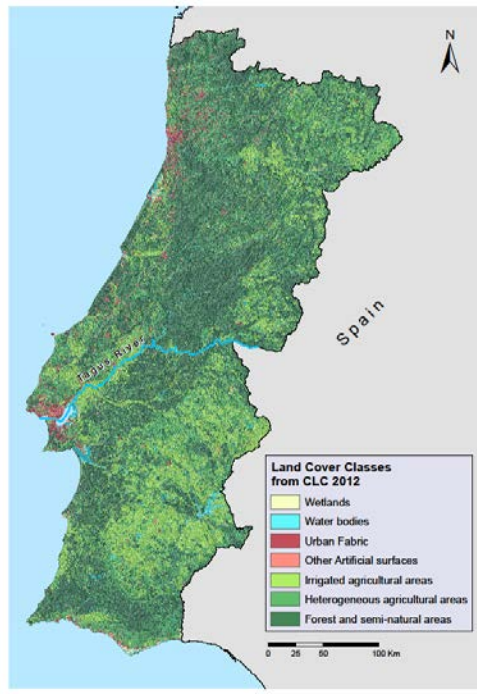 N
Spain
Tagus River
Land Cover Classes
from CLC 2012
Wetlands
Water bodies
Urban Fabric
Other Artificial surfaces
Irrigated agricultural areas
Heterogeneous agricultural areas
Forest and semi-natural areas
0 25 50 100 Km